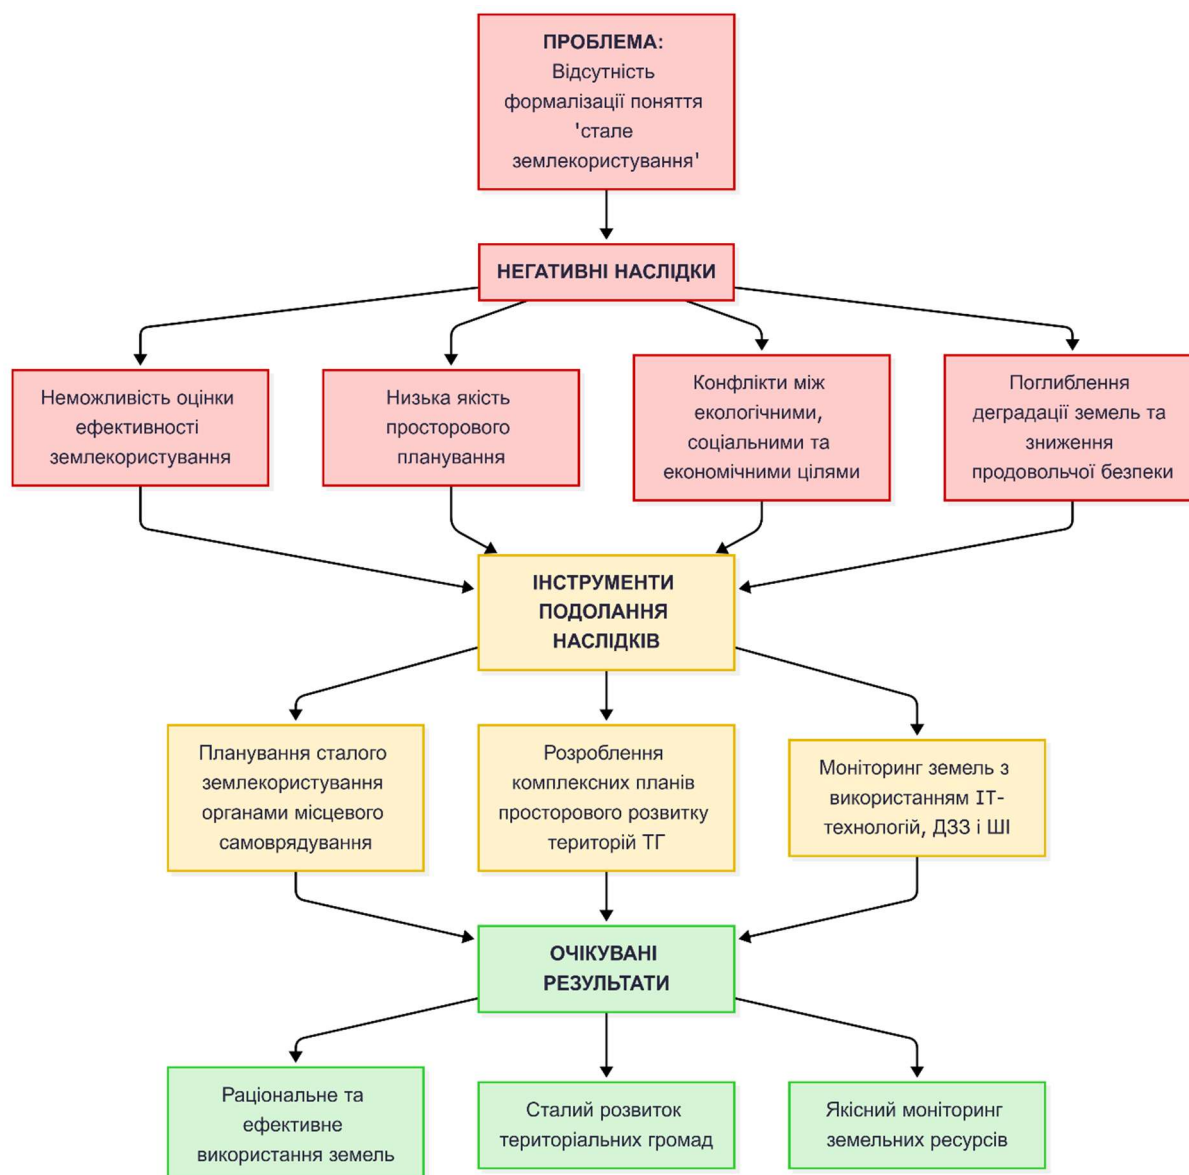 ПРОБЛЕМА:
Відсутність
формалізації поняття
'стале
землекористування'
НЕГАТИВНІ НАСЛІДКИ
Неможливість оцінки
ефективності
землекористування
Низька якість
просторового
планування
Конфлікти між
екологічними,
соціальними та
економічними цілями
Поглиблення
деградації земель та
зниження
продовольчої безпеки
ІНСТРУМЕНТИ
ПОДОЛАННЯ
НАСЛІДКІВ
Планування сталого
землекористування
органами місцевого
самоврядування
Розроблення
комплексних планів
просторового розвитку
територій ТГ
Моніторинг земель з
використанням ІТ-
технологій, ДЗЗ і ШІ
ОЧІКУВАНІ
РЕЗУЛЬТАТИ
Раціональне та
ефективне
використання земель
Сталий розвиток
територіальних громад
Якісний моніторинг
земельних ресурсів